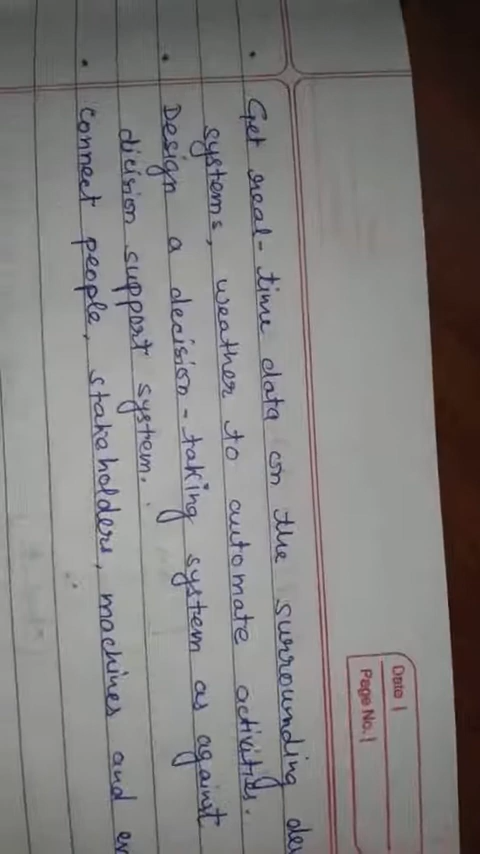 Date
Page No.
• Get real-time data on the surrounding
systems, weather to automate activities.
• Design a decision-taking system as against
dicision support system.
• connect people, stakeholders, machines and